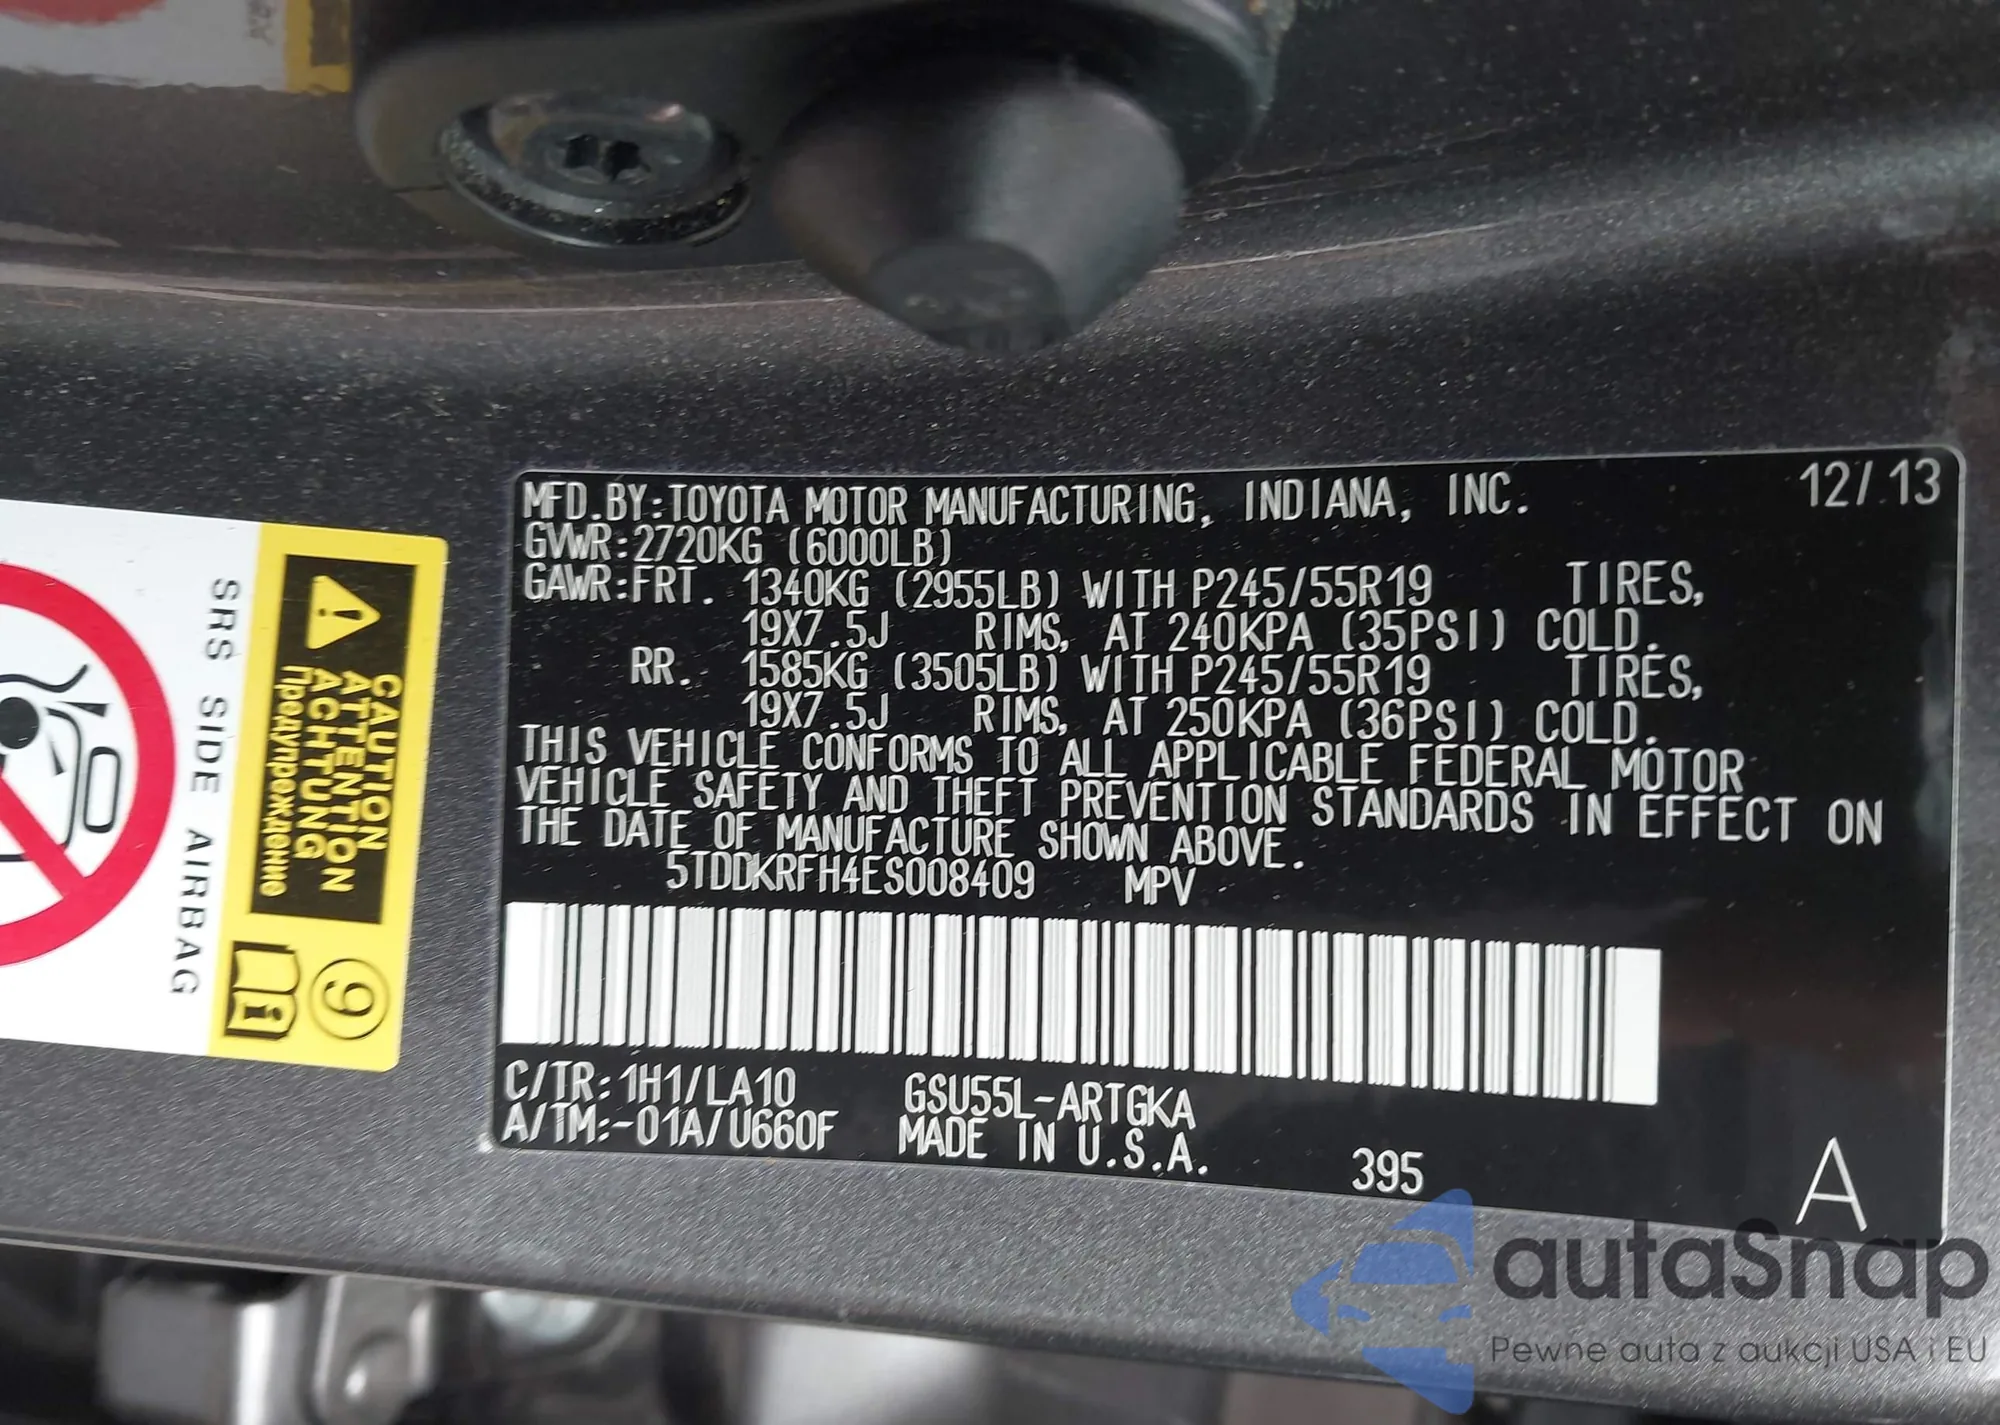 SRS SIDE AIRBAG
CAUTION
ATTENTION
ACHTUNG
Предупреждение
9
MFD.BY:TOYOTA MOTOR MANUFACTURING, INDIANA, INC. 12/13
GVWR:2720KG (6000LB)
GAWR:FRT. 1340KG (2955LB) WITH P245/55R19 TIRES,
19X7.5J RIMS, AT 240KPA (35PSI) COLD.
RR. 1585KG (3505LB) WITH P245/55R19 TIRES,
19X7.5J RIMS, AT 250KPA (36PSI) COLD.
THIS VEHICLE CONFORMS TO ALL APPLICABLE FEDERAL MOTOR
VEHICLE SAFETY AND THEFT PREVENTION STANDARDS IN EFFECT ON
THE DATE OF MANUFACTURE SHOWN ABOVE.
5TDDKRFH4ES008409 MPV
C/TR:1H1/LA10 GSU55L-ARTGKA
A/TM:-01A/U660F MADE IN U.S.A. 395 A
autaSnap
Pewne auta z aukcji USA i EU